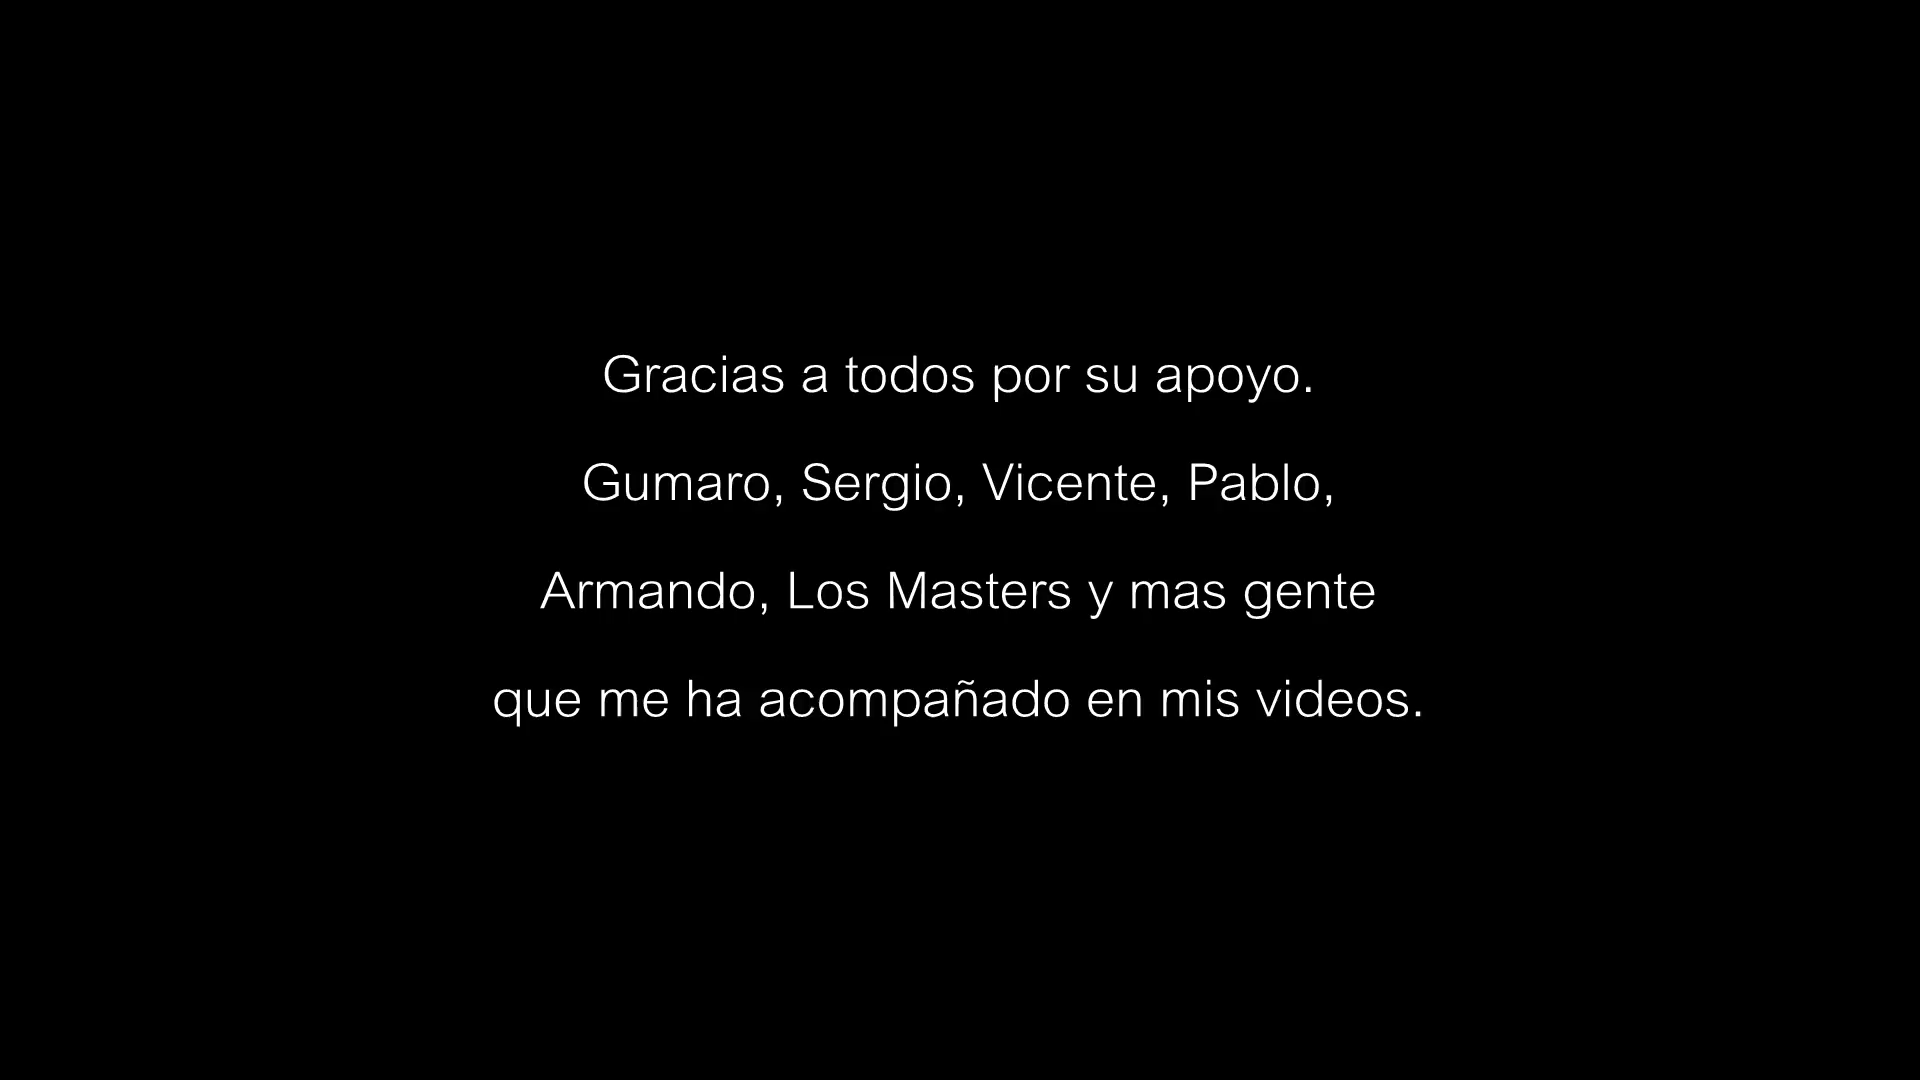 Gracias a todos por su apoyo.
Gumaro, Sergio, Vicente, Pablo,
Armando, Los Masters y mas gente
que me ha acompañado en mis videos.